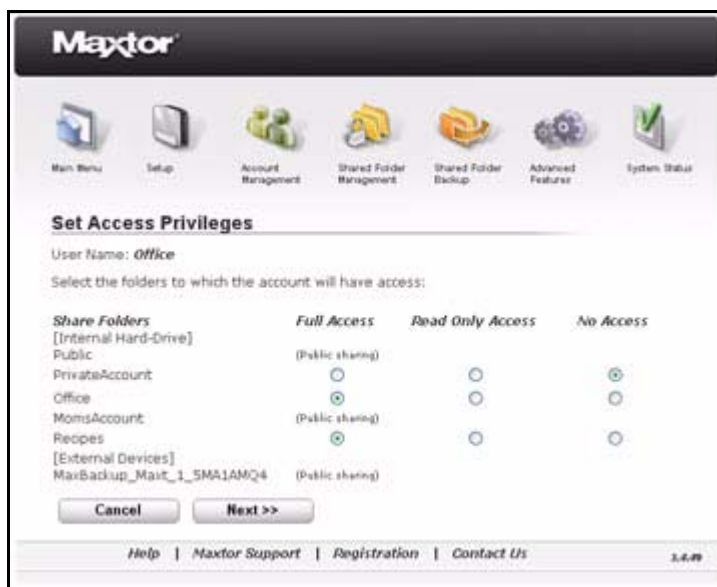 Maxtor
Main Menu
Setup
Account Management
Shared Folder Management
Shared Folder Backup
Advanced Features
System Status
Set Access Privileges
User Name: Office
Select the folders to which the account will have access:
Share Folders Full Access Read Only Access No Access
[Internal Hard-Drive]
Public (Public sharing)
PrivateAccount
Office
MomsAccount (Public sharing)
Recipes
[External Devices]
MaxBackup_Maxt_1_5MA1AMQ4 (Public sharing)
Cancel Next >>
Help | Maxtor Support | Registration | Contact Us